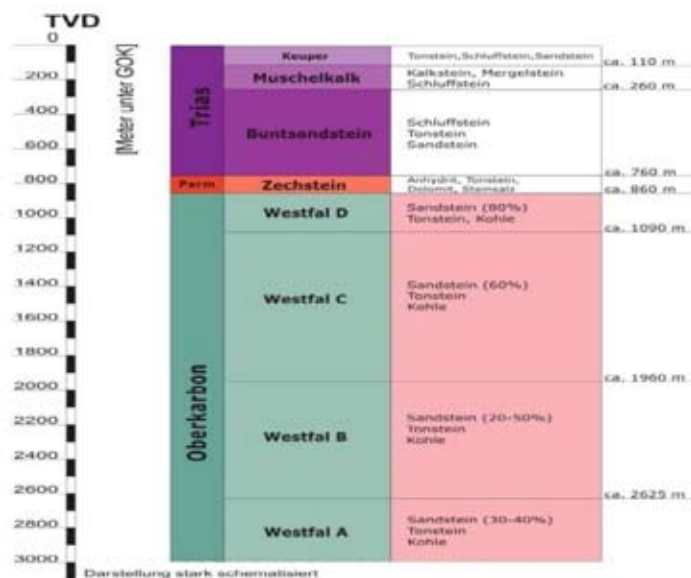 TVD
[Meter unter GOK]
0
200
400
600
800
1000
1200
1400
1600
1800
2000
2200
2400
2600
2800
3000
Trias
Keuper
Tonstein,Schluffstein,Sandstein
ca. 110 m
Muschelkalk
Kalkstein, Mergelstein
Schluffstein
ca. 260 m
Buntsandstein
Schluffstein
Tonstein
Sandstein
ca. 760 m
Perm
Zechstein
Anhydrit, Tonstein,
Dolomit, Steinsalz
ca. 860 m
Oberkarbon
Westfal D
Sandstein (80%)
Tonstein, Kohle
ca. 1090 m
Westfal C
Sandstein (60%)
Tonstein
Kohle
ca. 1960 m
Westfal B
Sandstein (20-50%)
Tonstein
Kohle
ca. 2625 m
Westfal A
Sandstein (30-40%)
Tonstein
Kohle
Darstellung stark schematisiert